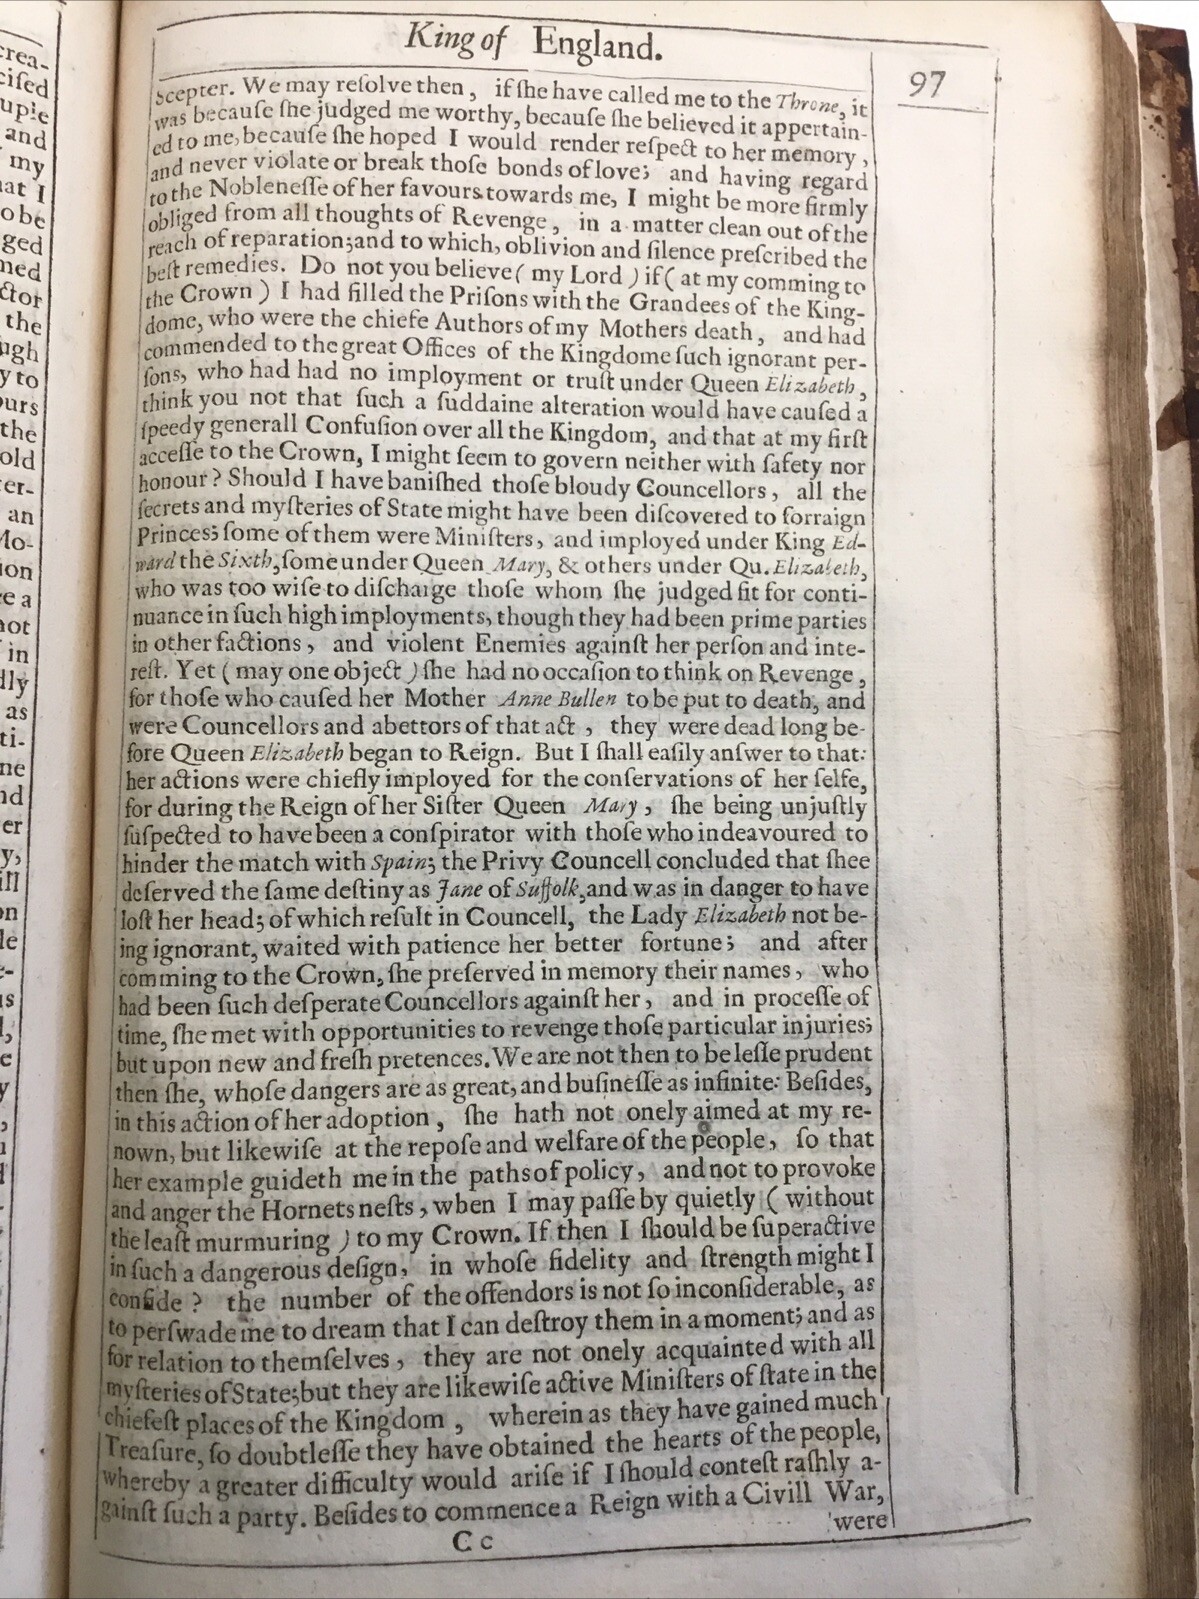 King of England.
97
Scepter. We may reſolve then, if ſhe have called me to the Throne, it
was becauſe ſhe judged me worthy, becauſe ſhe believed it appertain-
ed to me, becauſe ſhe hoped I would render reſpect to her memory,
and never violate or break thoſe bonds of love; and having regard
to the Nobleneſſe of her favours towards me, I might be more firmly
obliged from all thoughts of Revenge, in a matter clean out of the
reach of reparation; and to which, oblivion and ſilence preſcribed the
beſt remedies. Do not you believe (my Lord) if (at my comming to
the Crown) I had filled the Priſons with the Grandees of the King-
dome, who were the chiefe Authors of my Mothers death, and had
commended to the great Offices of the Kingdome ſuch ignorant per-
ſons, who had had no imployment or truſt under Queen Elizabeth,
think you not that ſuch a ſuddaine alteration would have cauſed a
ſpeedy generall Confuſion over all the Kingdom, and that at my firſt
acceſſe to the Crown, I might ſeem to govern neither with ſafety nor
honour? Should I have baniſhed thoſe bloudy Councellors, all the
ſecrets and myſteries of State might have been diſcovered to forraign
Princes; ſome of them were Miniſters, and imployed under King Ed-
ward the Sixth, ſome under Queen Mary, & others under Qu. Elizabeth,
who was too wiſe to diſcharge thoſe whom ſhe judged fit for conti-
nuance in ſuch high imployments, though they had been prime parties
in other factions, and violent Enemies againſt her perſon and inte-
reſt. Yet (may one object) ſhe had no occaſion to think on Revenge,
for thoſe who cauſed her Mother Anne Bullen to be put to death, and
were Councellors and abettors of that act, they were dead long be-
fore Queen Elizabeth began to Reign. But I ſhall eaſily anſwer to that:
her actions were chiefly imployed for the conſervations of her ſelfe,
for during the Reign of her Siſter Queen Mary, ſhe being unjuſtly
ſuſpected to have been a conſpirator with thoſe who indeavoured to
hinder the match with Spain; the Privy Councell concluded that ſhee
deſerved the ſame deſtiny as Jane of Suffolk, and was in danger to have
loſt her head; of which reſult in Councell, the Lady Elizabeth not be-
ing ignorant, waited with patience her better fortune; and after
comming to the Crown, ſhe preſerved in memory their names, who
had been ſuch deſperate Councellors againſt her, and in proceſſe of
time, ſhe met with opportunities to revenge thoſe particular injuries;
but upon new and freſh pretences. We are not then to be leſſe prudent
then ſhe, whoſe dangers are as great, and buſineſſe as infinite: Beſides,
in this action of her adoption, ſhe hath not onely aimed at my re-
nown, but likewiſe at the repoſe and welfare of the people, ſo that
her example guideth me in the paths of policy, and not to provoke
and anger the Hornets neſts, when I may paſſe by quietly (without
the leaſt murmuring) to my Crown. If then I ſhould be ſuperactive
in ſuch a dangerous deſign, in whoſe fidelity and ſtrength might I
confide? the number of the offendors is not ſo inconſiderable, as
to perſwade me to dream that I can deſtroy them in a moment; and as
for relation to themſelves, they are not onely acquainted with all
myſteries of State; but they are likewiſe active Miniſters of ſtate in the
chiefeſt places of the Kingdom, wherein as they have gained much
Treaſure, ſo doubtleſſe they have obtained the hearts of the people,
whereby a greater difficulty would ariſe if I ſhould conteſt raſhly a-
gainſt ſuch a party. Beſides to commence a Reign with a Civill War,
Cc
were